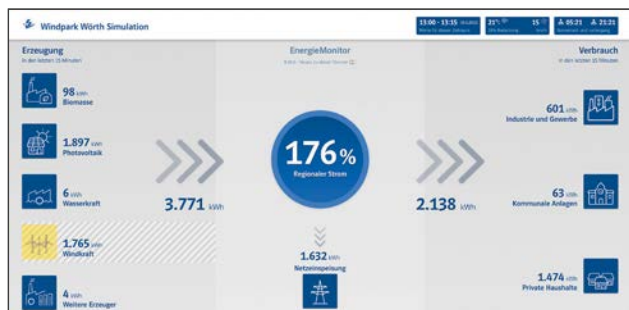 Windpark Wörth Simulation
13:00 - 13:15
21°
15
05:21
21:21
Erzeugung
in den letzten 15 Minuten
EnergieMonitor
Verbrauch
in den letzten 15 Minuten
98 kWh
Biomasse
1.897 kWh
Photovoltaik
6 kWh
Wasserkraft
1.765 kWh
Windkraft
4 kWh
Weitere Erzeuger
3.771 kWh
176%
Regionaler Strom
1.632 kWh
Netzeinspeisung
2.138 kWh
601 kWh
Industrie und Gewerbe
63 kWh
Kommunale Anlagen
1.474 kWh
Private Haushalte